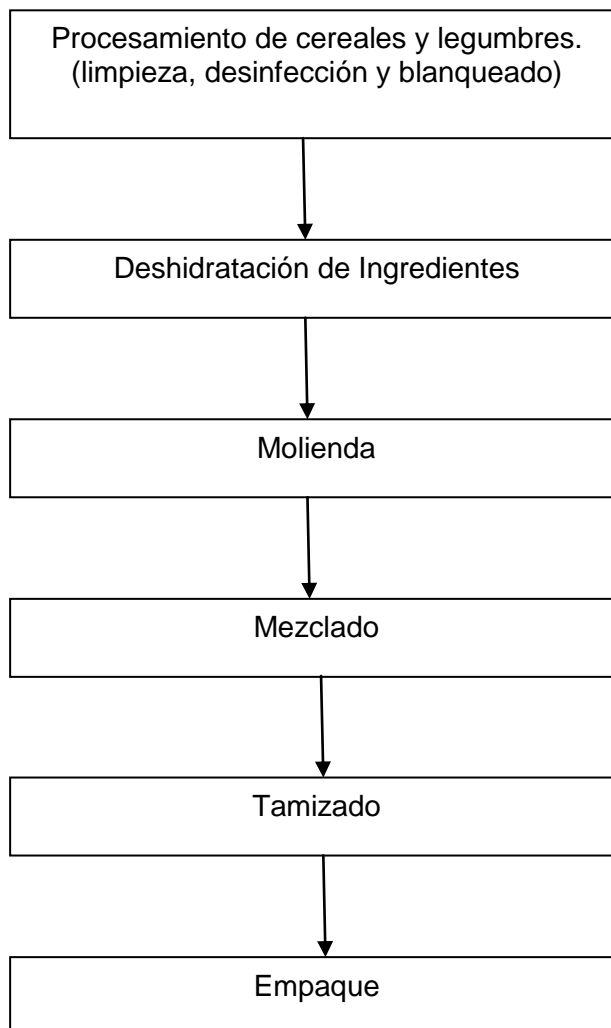 Procesamiento de cereales y legumbres.
(limpieza, desinfección y blanqueado)
Deshidratación de Ingredientes
Molienda
Mezclado
Tamizado
Empaque